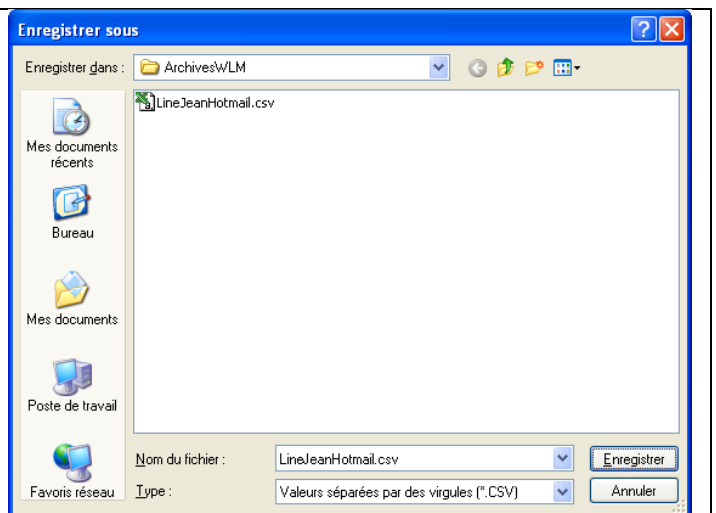 Enregistrer sous
Enregistrer dans : ArchivesWLM
LineJeanHotmail.csv
Mes documents
récents
Bureau
Mes documents
Poste de travail
Favoris réseau
Nom du fichier : LineJeanHotmail.csv Enregistrer
Type : Valeurs séparées par des virgules (*.CSV) Annuler